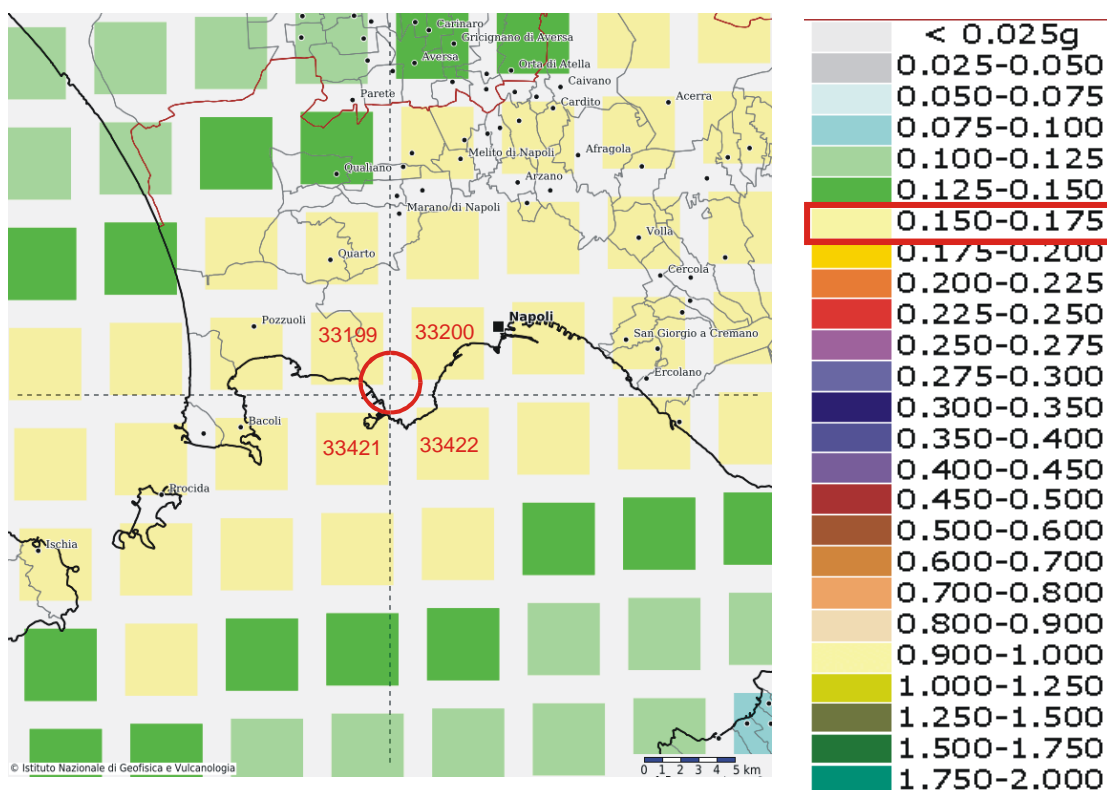 Carinaro
Gricignano di Aversa
Aversa
Orta di Atella
Caivano
Parete
Cardito
Acerra
Melito di Napoli
Afragola
Qualiano
Arzano
Marano di Napoli
Volla
Quarto
Cercola
Pozzuoli
Napoli
33199
33200
San Giorgio a Cremano
Ercolano
Bacoli
33421
33422
Procida
Ischia
© Istituto Nazionale di Geofisica e Vulcanologia
0 1 2 3 4 5 km
< 0.025g
0.025-0.050
0.050-0.075
0.075-0.100
0.100-0.125
0.125-0.150
0.150-0.175
0.175-0.200
0.200-0.225
0.225-0.250
0.250-0.275
0.275-0.300
0.300-0.350
0.350-0.400
0.400-0.450
0.450-0.500
0.500-0.600
0.600-0.700
0.700-0.800
0.800-0.900
0.900-1.000
1.000-1.250
1.250-1.500
1.500-1.750
1.750-2.000